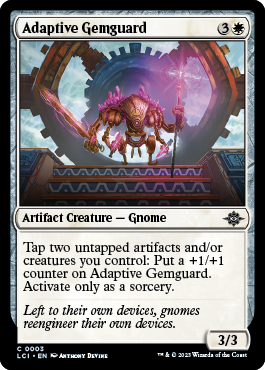 Adaptive Gemguard 3
Artifact Creature — Gnome
Tap two untapped artifacts and/or
creatures you control: Put a +1/+1
counter on Adaptive Gemguard.
Activate only as a sorcery.
Left to their own devices, gnomes
reengineer their own devices.
3/3
C 0003
LCI • EN Anthony Devine
™ & © 2023 Wizards of the Coast